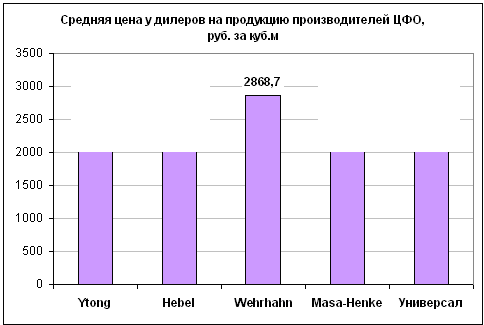 Средняя цена у дилеров на продукцию производителей ЦФО,
руб. за куб.м
3500
3000
2500
2000
1500
1000
500
0
2868,7
Ytong
Hebel
Wehrhahn
Masa-Henke
Универсал